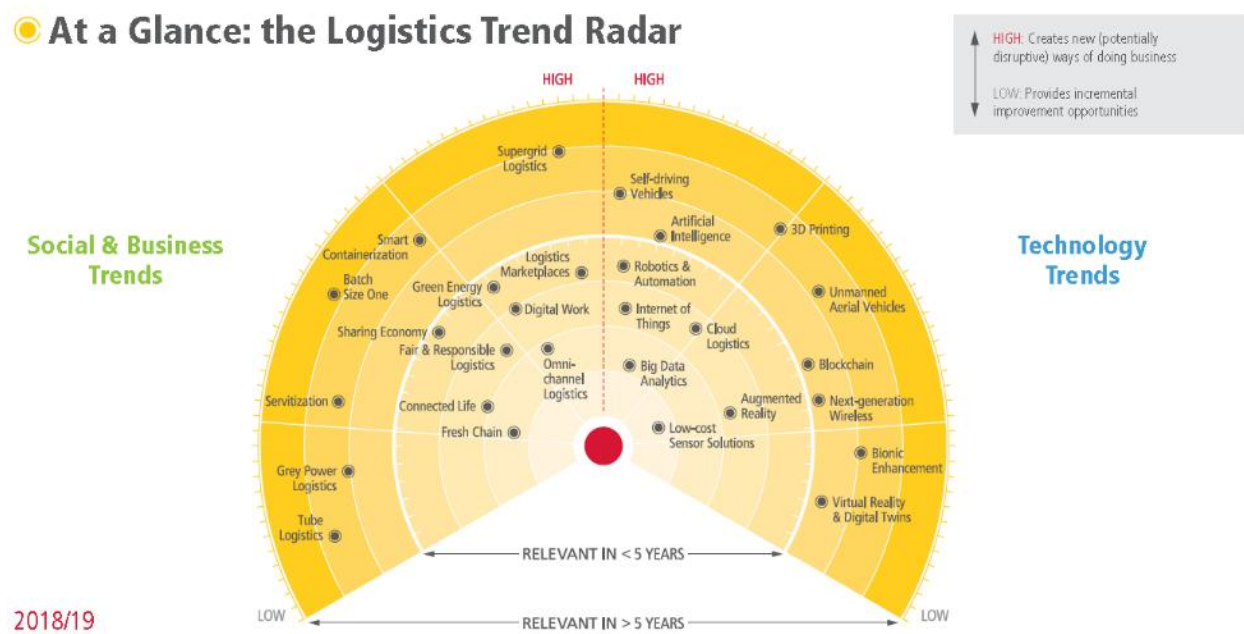 At a Glance: the Logistics Trend Radar
HIGH: Creates new (potentially
disruptive) ways of doing business
LOW: Provides incremental
improvement opportunities
HIGH
HIGH
Social & Business
Trends
Technology
Trends
Supergrid
Logistics
Self-driving
Vehicles
Smart
Containerization
Artificial
Intelligence
3D Printing
Batch
Size One
Logistics
Marketplaces
Robotics &
Automation
Green Energy
Logistics
Unmanned
Aerial Vehicles
Digital Work
Internet of
Things
Sharing Economy
Cloud
Logistics
Fair & Responsible
Logistics
Omni-
channel
Logistics
Big Data
Analytics
Blockchain
Servitization
Connected Life
Augmented
Reality
Next-generation
Wireless
Fresh Chain
Low-cost
Sensor Solutions
Bionic
Enhancement
Grey Power
Logistics
Virtual Reality
& Digital Twins
Tube
Logistics
RELEVANT IN < 5 YEARS
LOW
LOW
RELEVANT IN > 5 YEARS
2018/19